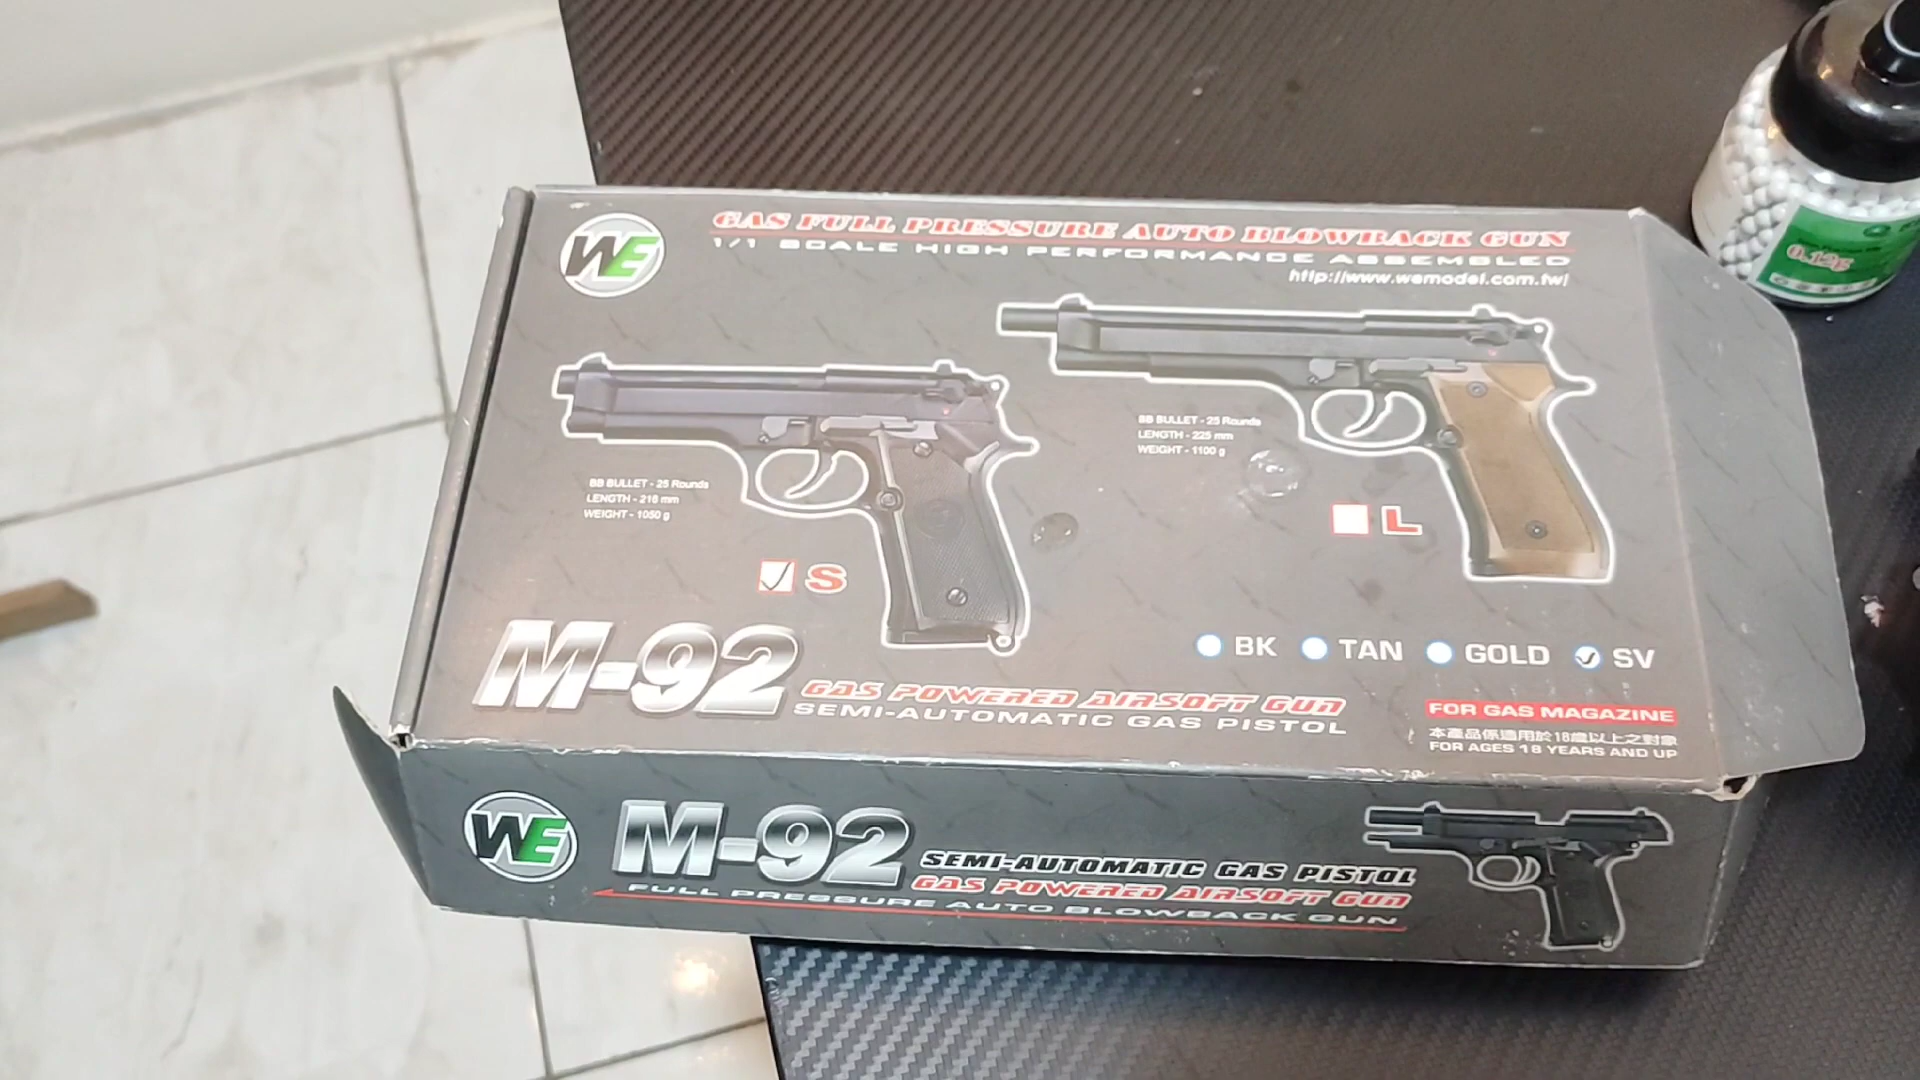 WE
GAS FULL PRESSURE AUTO BLOWBACK GUN
1/1 SCALE HIGH PERFORMANCE ASSEMBLED
http://www.wemodel.com.tw/
BB BULLET - 25 Rounds
LENGTH - 216 mm
WEIGHT - 1050 g
S
BB BULLET - 25 Rounds
LENGTH - 225 mm
WEIGHT - 1100 g
L
BK TAN GOLD SV
M-92
GAS POWERED AIRSOFT GUN
SEMI-AUTOMATIC GAS PISTOL
FOR GAS MAGAZINE
本產品係適用於18歲以上之對象
FOR AGES 18 YEARS AND UP
WE
M-92
SEMI-AUTOMATIC GAS PISTOL
GAS POWERED AIRSOFT GUN
FULL PRESSURE AUTO BLOWBACK GUN
0.12g